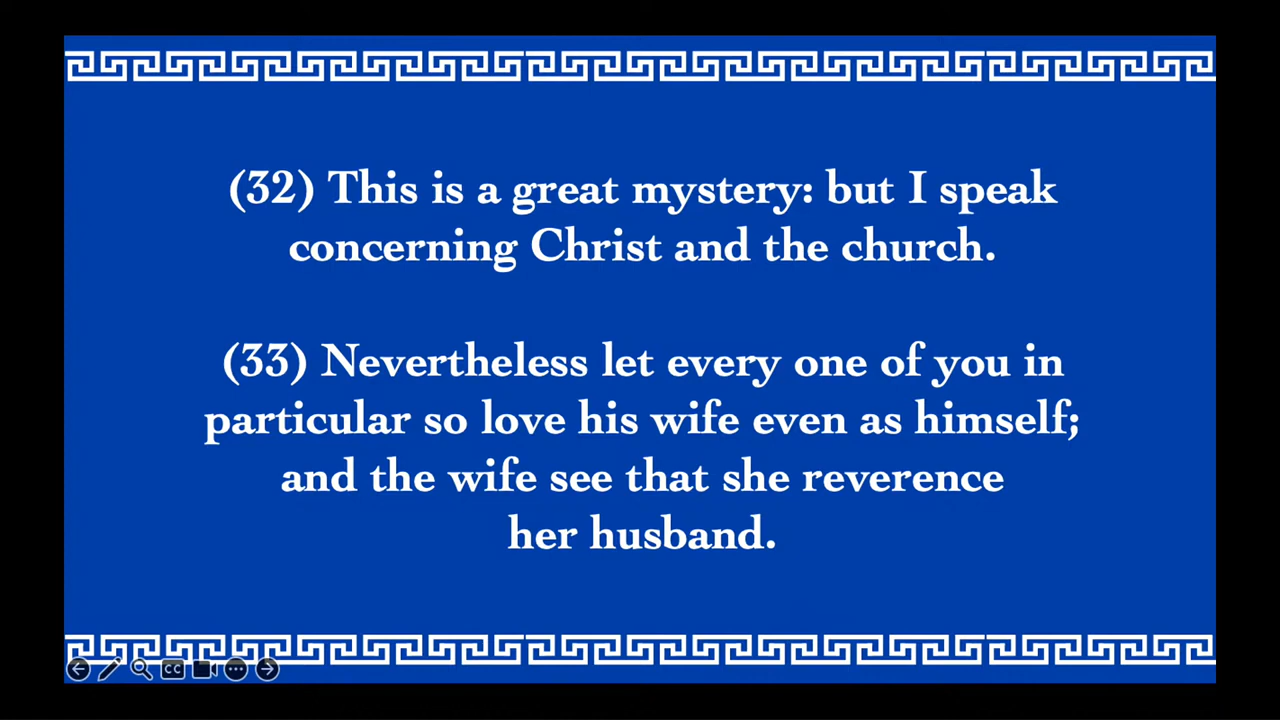 (32) This is a great mystery: but I speak
concerning Christ and the church.
(33) Nevertheless let every one of you in
particular so love his wife even as himself;
and the wife see that she reverence
her husband.
CC